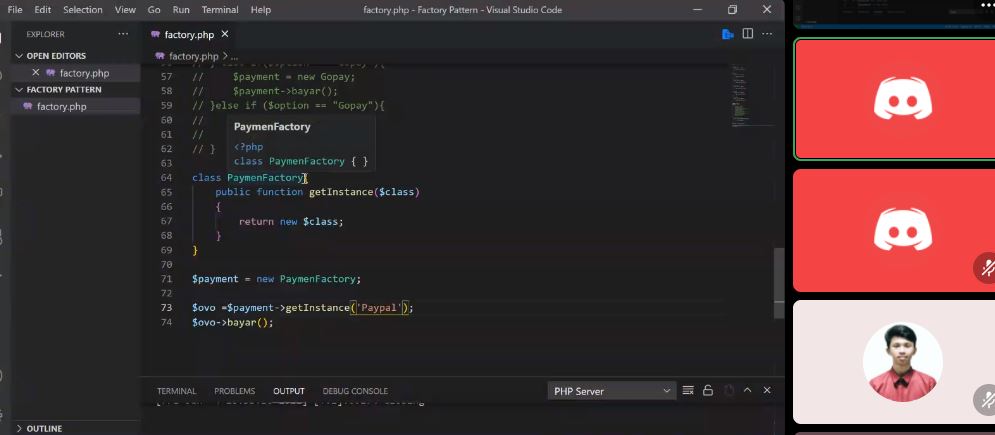 File Edit Selection View Go Run Terminal Help
factory.php - Factory Pattern - Visual Studio Code
EXPLORER
OPEN EDITORS
factory.php
FACTORY PATTERN
factory.php
OUTLINE
factory.php
factory.php > ...
57 //      $payment = new Gopay;
58 //      $payment->bayar();
59 // }else if ($option == "Gopay"){
60 //
61 //
62 // }
PaymenFactory
<?php
class PaymenFactory { }
63
64 class PaymenFactory{
65     public function getInstance($class)
66     {
67         return new $class;
68     }
69 }
70
71 $payment = new PaymenFactory;
72
73 $ovo =$payment->getInstance('Paypal');
74 $ovo->bayar();
TERMINAL PROBLEMS OUTPUT DEBUG CONSOLE
PHP Server